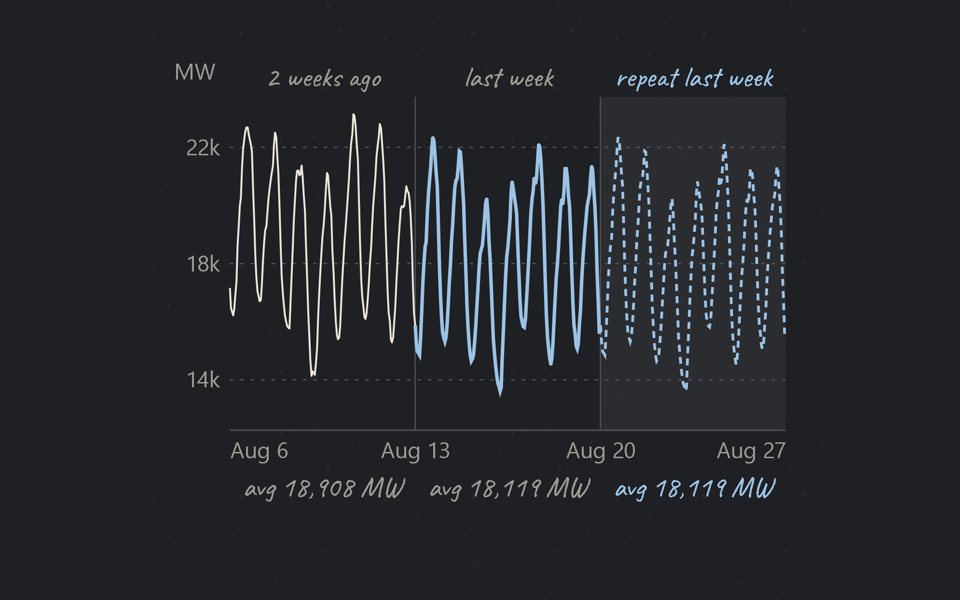 MW
2 weeks ago
last week
repeat last week
22k
18k
14k
Aug 6
Aug 13
Aug 20
Aug 27
avg 18,908 MW
avg 18,119 MW
avg 18,119 MW